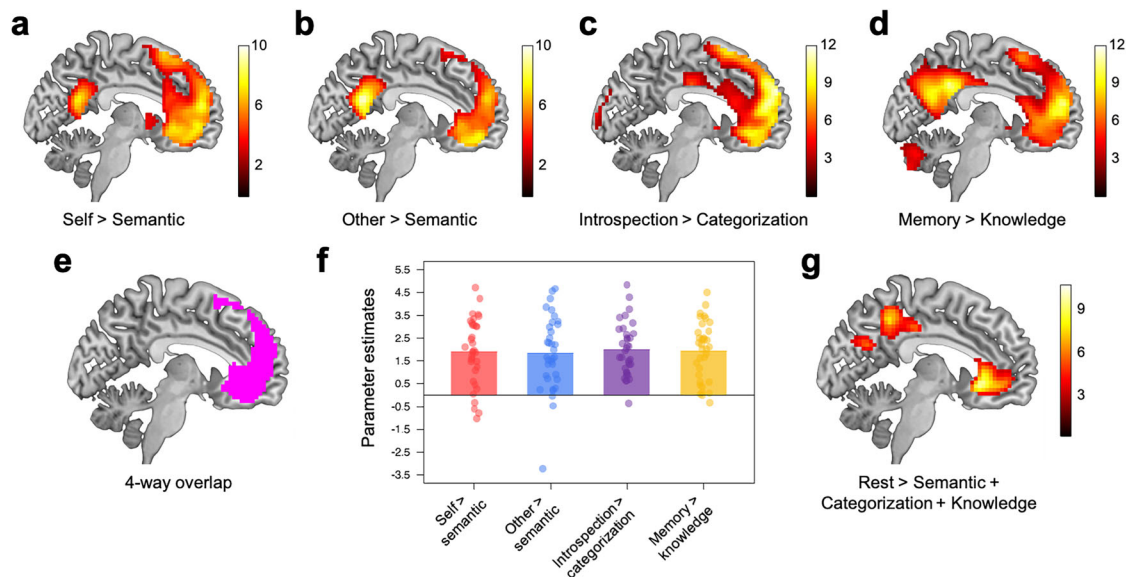 a
10
6
2
Self > Semantic
b
10
6
2
Other > Semantic
c
12
9
6
3
Introspection > Categorization
d
12
9
6
3
Memory > Knowledge
e
4-way overlap
f
Parameter estimates
5.5
4.5
3.5
2.5
1.5
0.5
-0.5
-1.5
-2.5
-3.5
Self >
semantic
Other >
semantic
Introspection >
categorization
Memory >
knowledge
g
9
6
3
Rest > Semantic +
Categorization + Knowledge